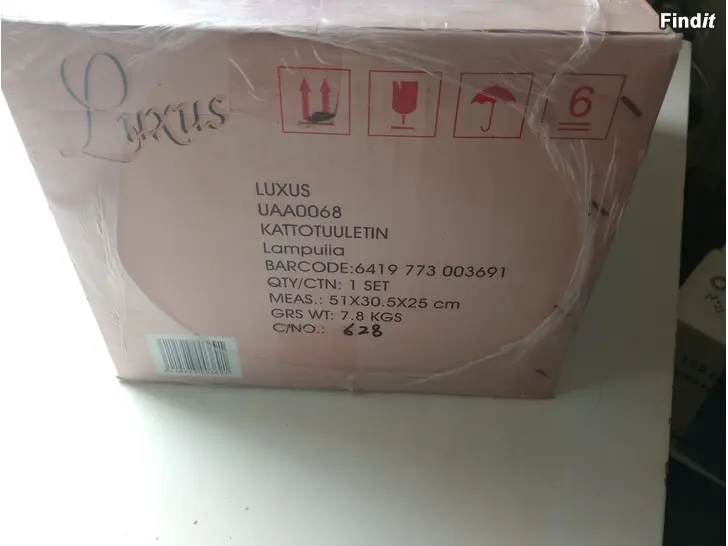 Findit
Luxus
6
LUXUS
UAA0068
KATTOTUULETIN
Lampuiia
BARCODE:6419 773 003691
QTY/CTN: 1 SET
MEAS.: 51X30.5X25 cm
GRS WT: 7.8 KGS
C/NO.: 628